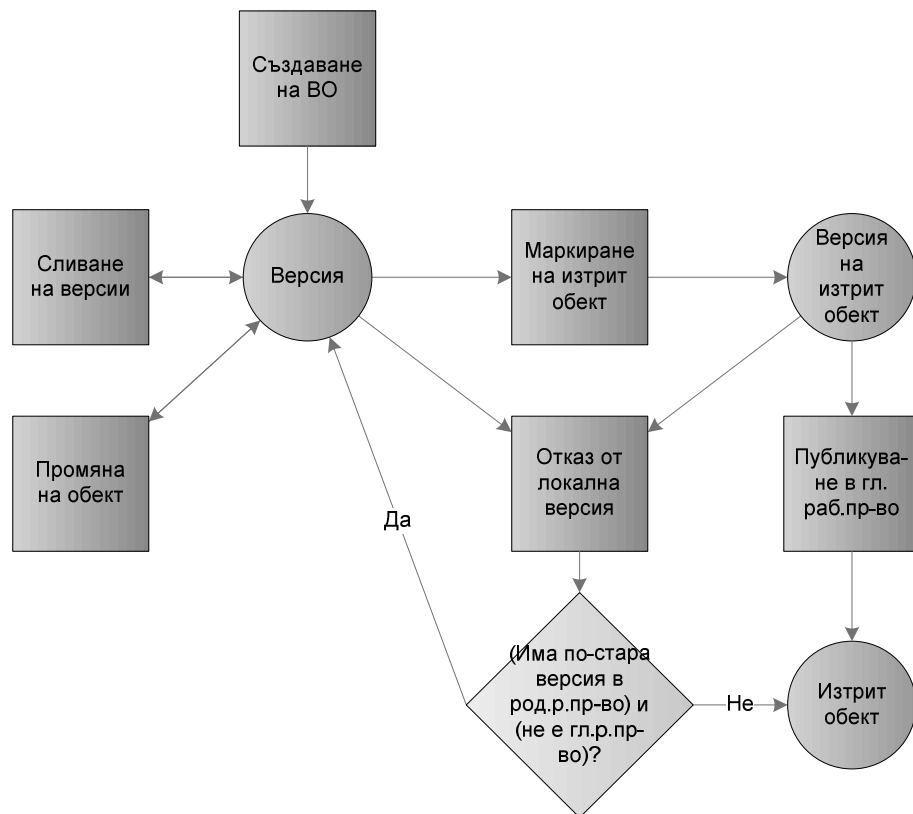 Създаване
на ВО
Сливане
на версии
Версия
Маркиране
на изтрит
обект
Версия
на
изтрит
обект
Промяна
на обект
Отказ от
локална
версия
Публикува-
не в гл.
раб.пр-во
Да
(Има по-стара
версия в
род.р.пр-во) и
(не е гл.р.пр-
во)?
Не
Изтрит
обект